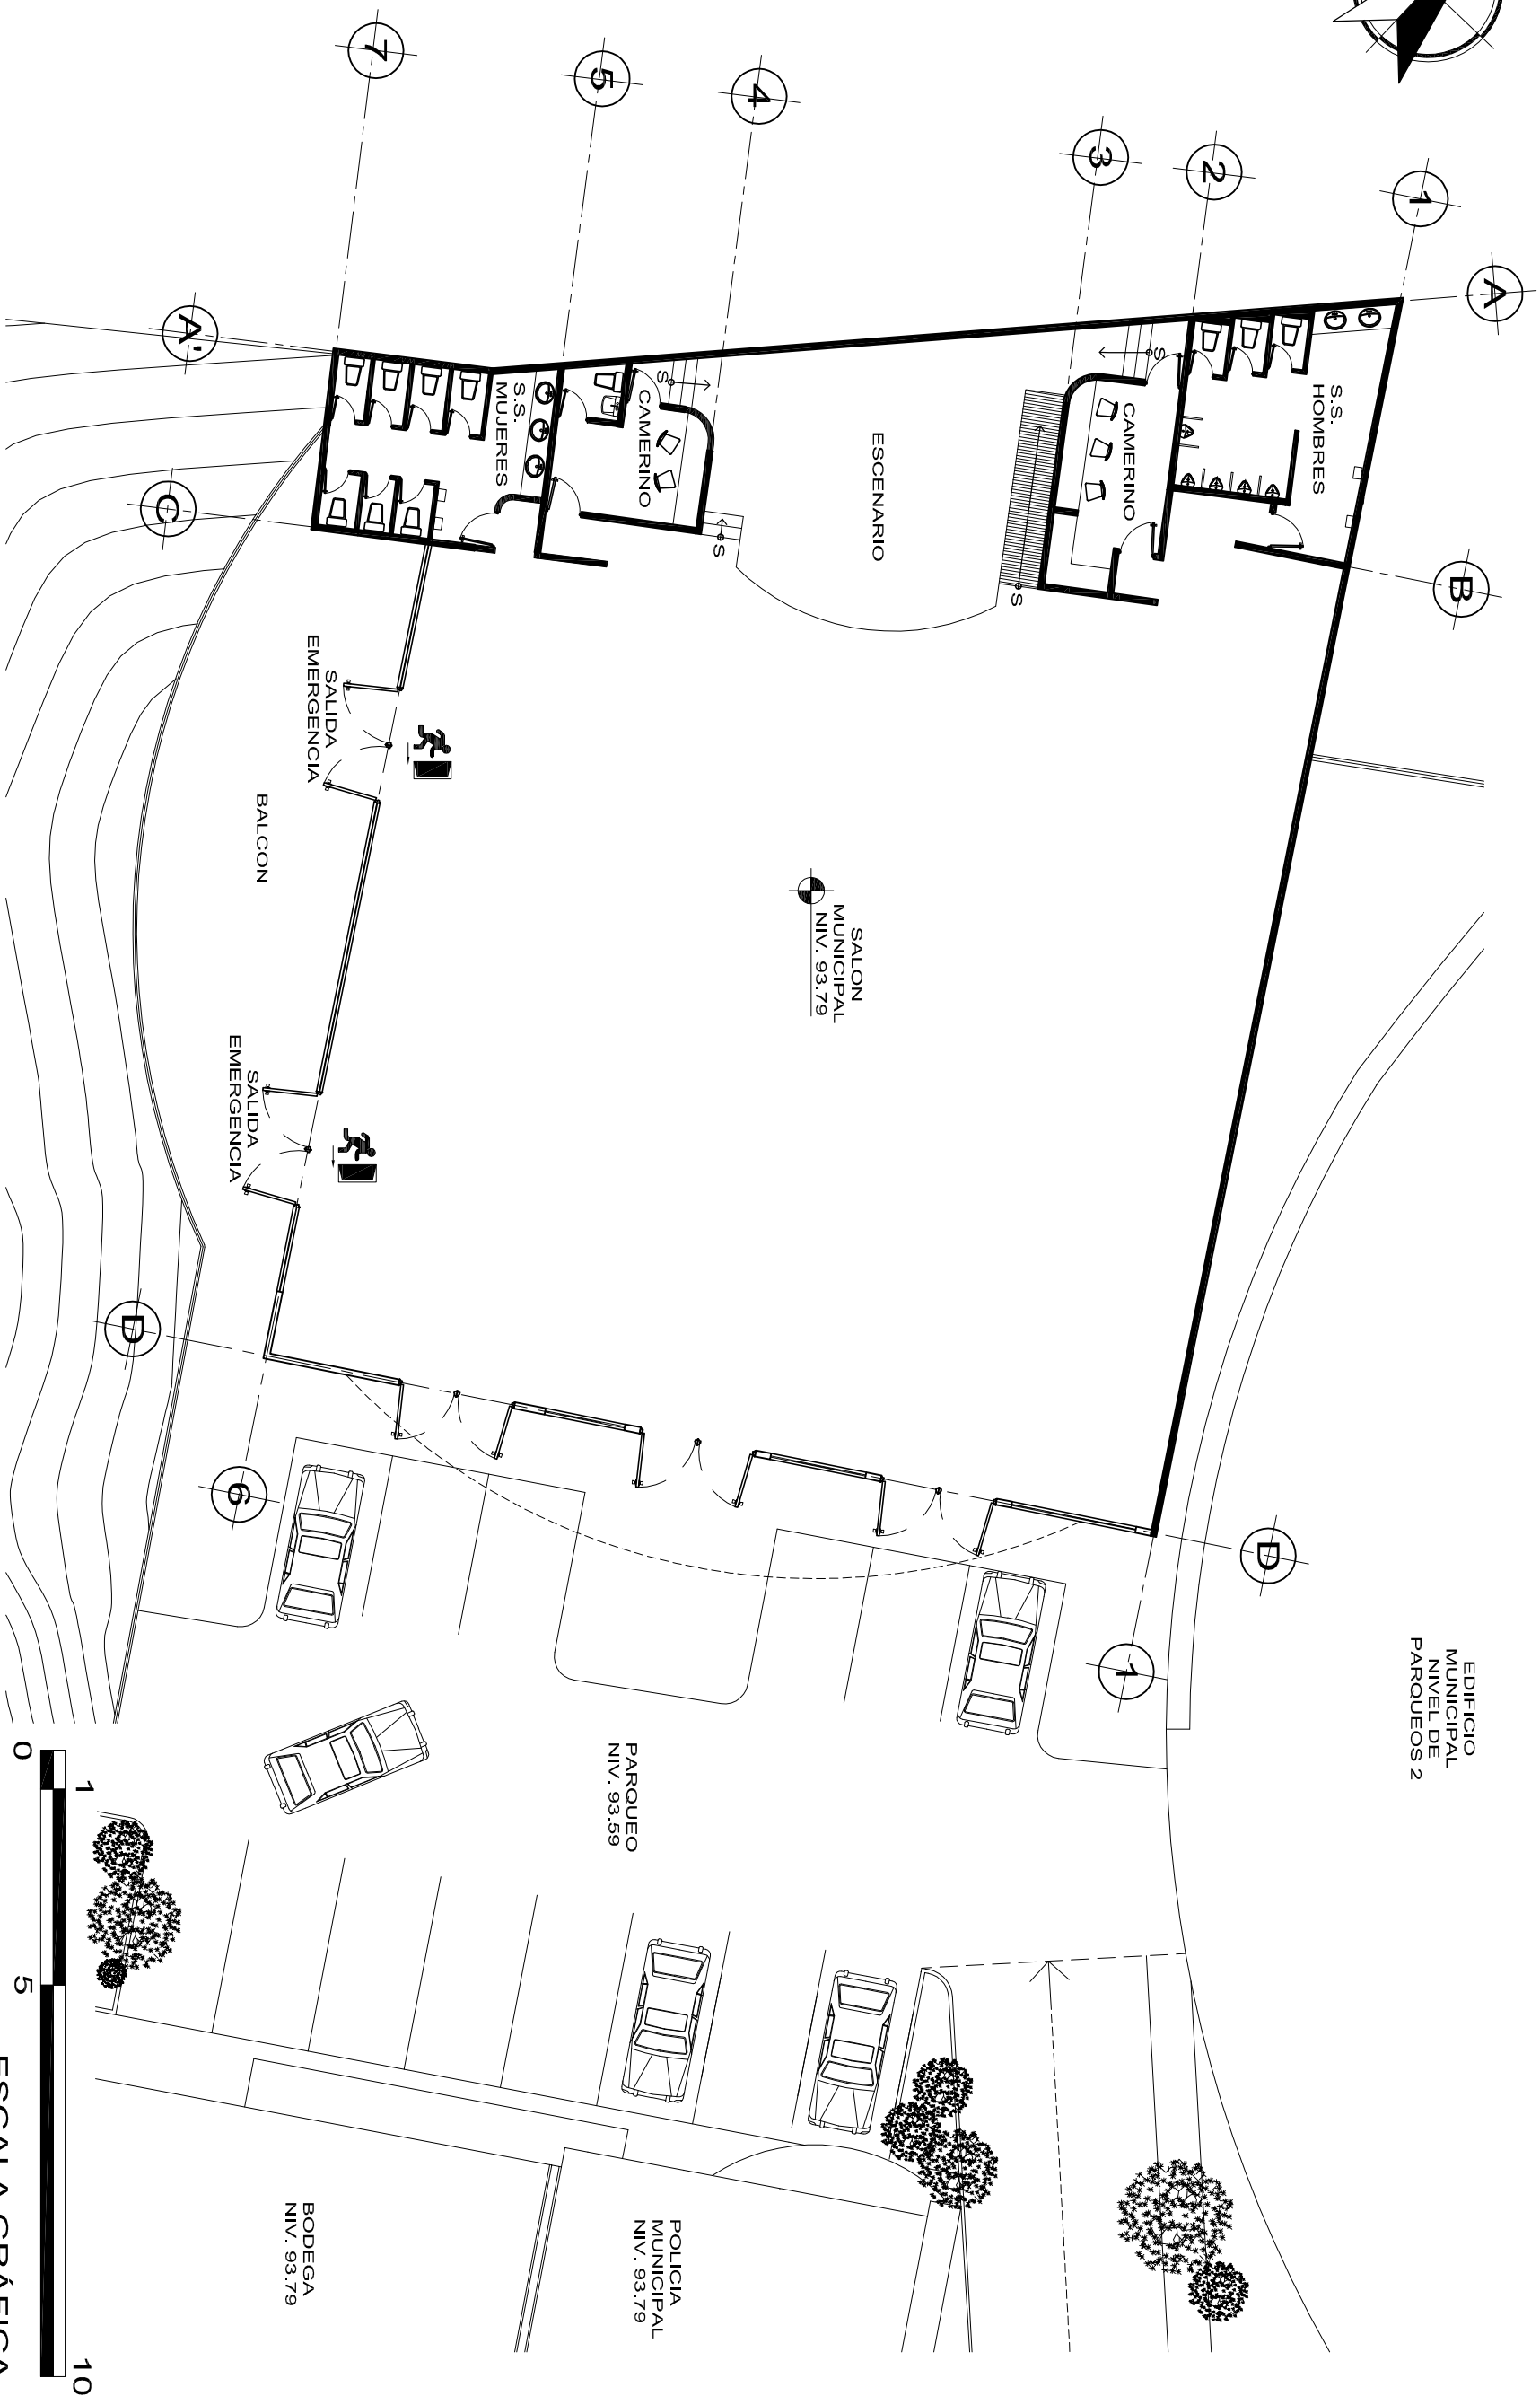 7
5
4
3
2
1
A
A'
C
B
S.S.
HOMBRES
CAMERINO
S
S
ESCENARIO
CAMERINO
S
S
S.S.
MUJERES
SALIDA
EMERGENCIA
BALCON
SALON
MUNICIPAL
NIV. 93.79
SALIDA
EMERGENCIA
D
6
D
1
EDIFICIO
MUNICIPAL
NIVEL DE
PARQUEOS 2
PARQUEO
NIV. 93.59
POLICIA
MUNICIPAL
NIV. 93.79
BODEGA
NIV. 93.79
0
1
5
10
ESCALA GRÁFICA